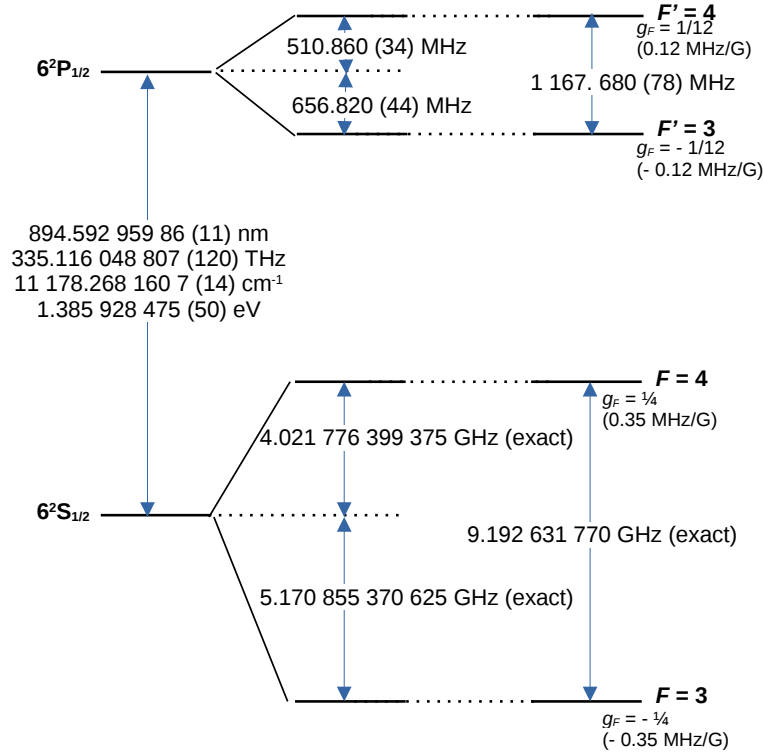 F' = 4
g_F = 1/12
(0.12 MHz/G)
510.860 (34) MHz
6²P₁/₂
1 167. 680 (78) MHz
656.820 (44) MHz
F' = 3
g_F = - 1/12
(- 0.12 MHz/G)
894.592 959 86 (11) nm
335.116 048 807 (120) THz
11 178.268 160 7 (14) cm⁻¹
1.385 928 475 (50) eV
F = 4
g_F = ¼
(0.35 MHz/G)
4.021 776 399 375 GHz (exact)
6²S₁/₂
9.192 631 770 GHz (exact)
5.170 855 370 625 GHz (exact)
F = 3
g_F = - ¼
(- 0.35 MHz/G)